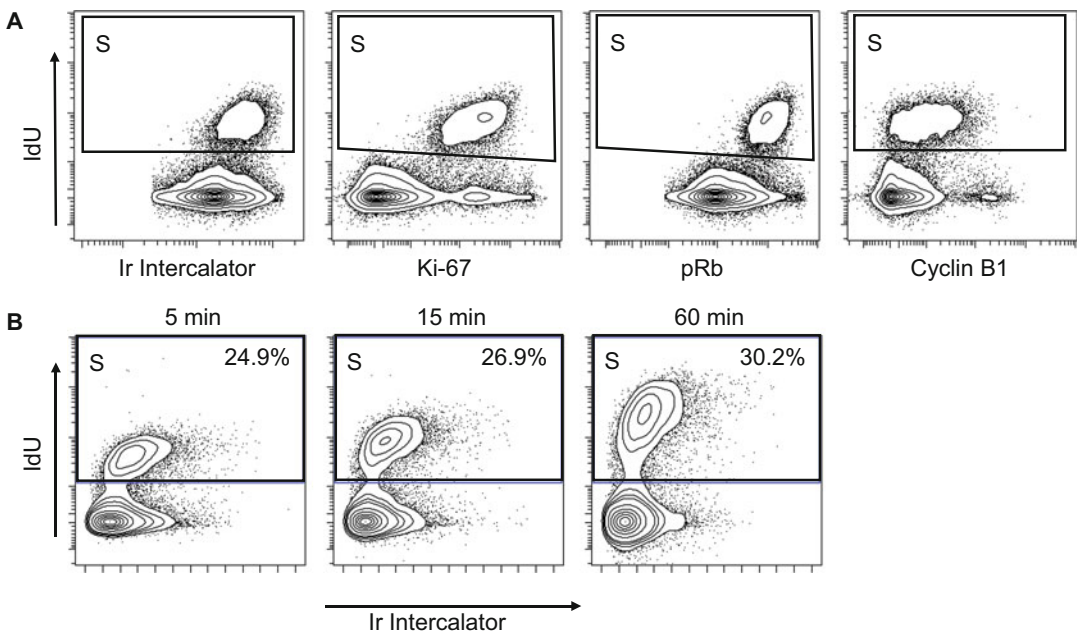 A
S
S
S
S
IdU
Ir Intercalator
Ki-67
pRb
Cyclin B1
B
5 min
15 min
60 min
S
24.9%
S
26.9%
S
30.2%
IdU
Ir Intercalator